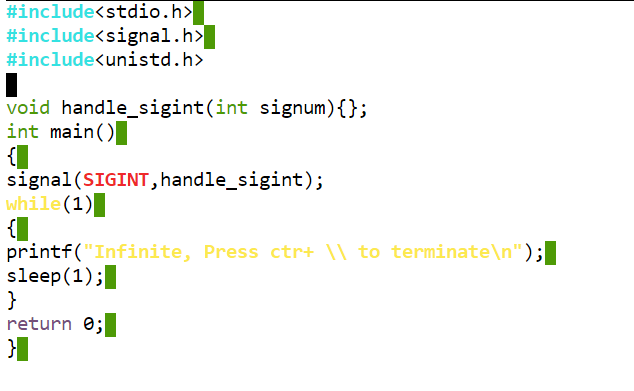 #include<stdio.h>
#include<signal.h>
#include<unistd.h>
void handle_sigint(int signum){};
int main()
{
signal(SIGINT,handle_sigint);
while(1)
{
printf("Infinite, Press ctr+ \\ to terminate\n");
sleep(1);
}
return 0;
}